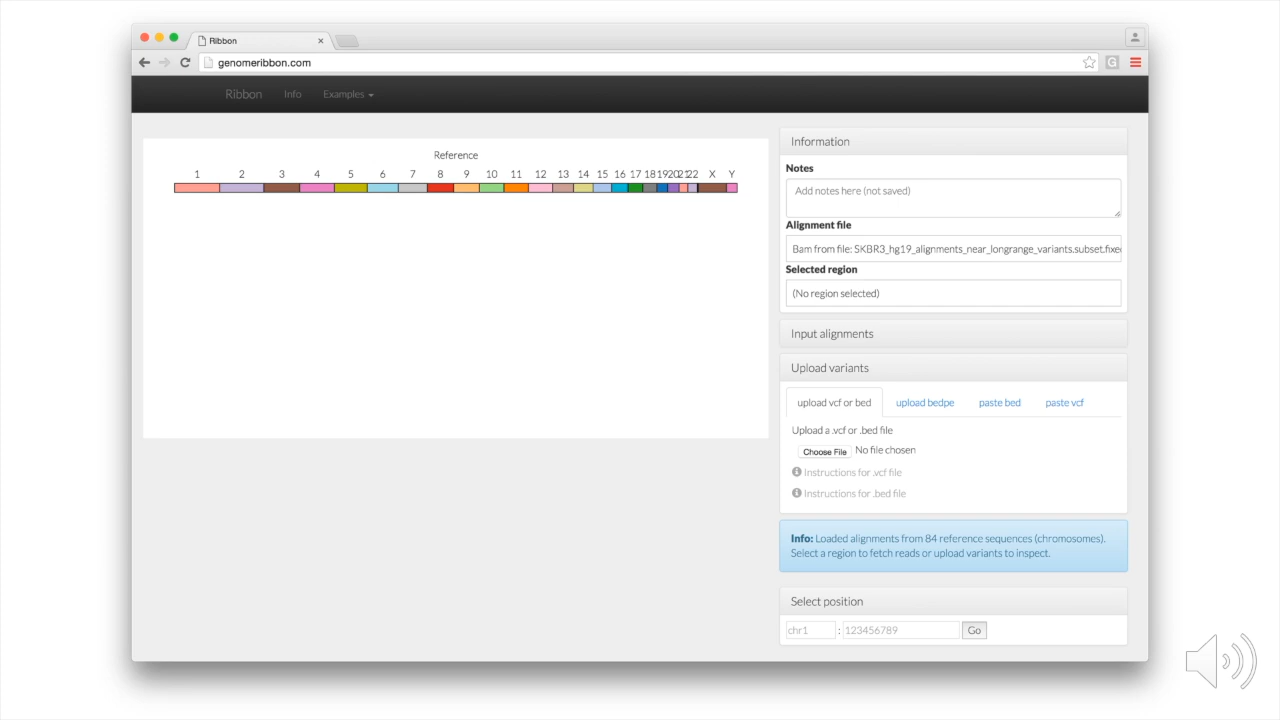 Ribbon
genomeribbon.com
Ribbon Info Examples
Reference
1 2 3 4 5 6 7 8 9 10 11 12 13 14 15 16 17 18 19 20 21 22 X Y
Information
Notes
Add notes here (not saved)
Alignment file
Bam from file: SKBR3_hg19_alignments_near_longrange_variants.subset.fixe
Selected region
(No region selected)
Input alignments
Upload variants
upload vcf or bed upload bedpe paste bed paste vcf
Upload a .vcf or .bed file
Choose File No file chosen
Instructions for .vcf file
Instructions for .bed file
Info: Loaded alignments from 84 reference sequences (chromosomes).
Select a region to fetch reads or upload variants to inspect.
Select position
chr1 : 123456789 Go